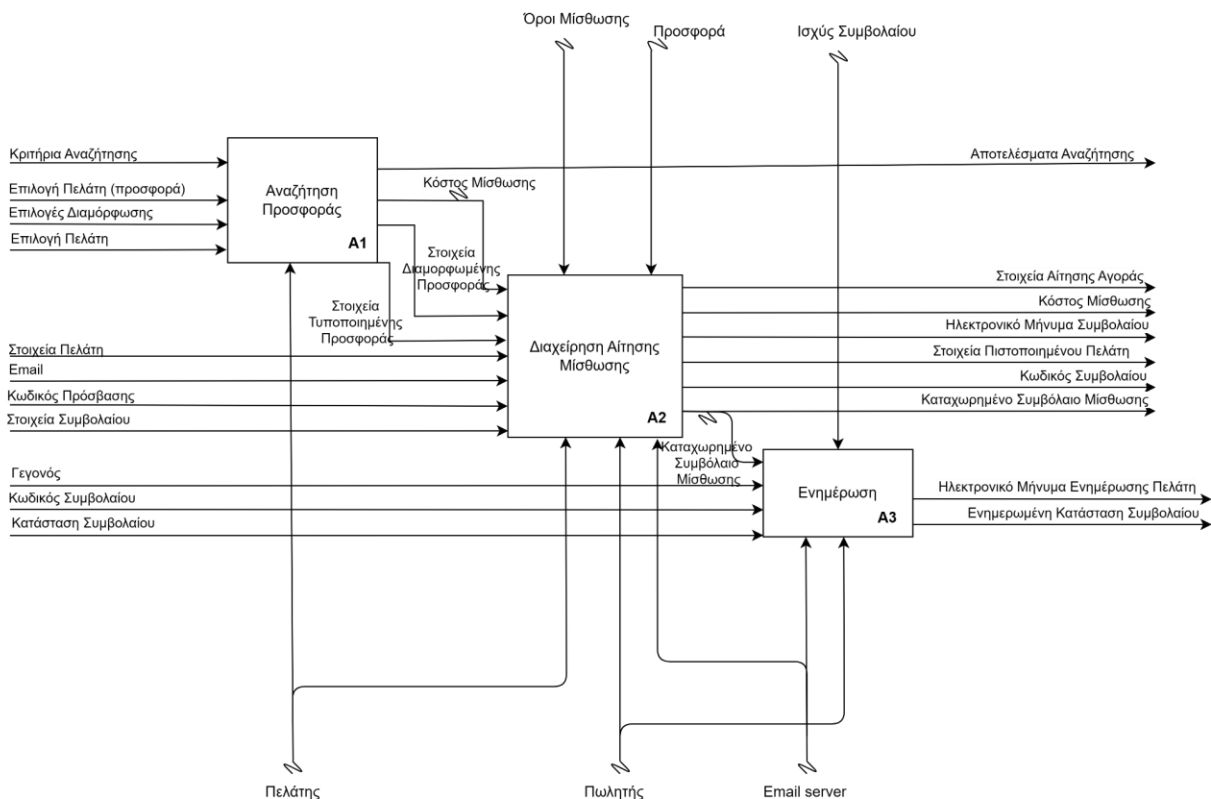 Όροι Μίσθωσης
Προσφορά
Ισχύς Συμβολαίου
Κριτήρια Αναζήτησης
Επιλογή Πελάτη (προσφορά)
Επιλογές Διαμόρφωσης
Επιλογή Πελάτη
Αναζήτηση
Προσφοράς
A1
Αποτελέσματα Αναζήτησης
Κόστος Μίσθωσης
Στοιχεία
Διαμορφωμένης
Προσφοράς
Στοιχεία
Τυποποιημένης
Προσφοράς
Στοιχεία Πελάτη
Email
Κωδικός Πρόσβασης
Στοιχεία Συμβολαίου
Διαχείρηση Αίτησης
Μίσθωσης
A2
Στοιχεία Αίτησης Αγοράς
Κόστος Μίσθωσης
Ηλεκτρονικό Μήνυμα Συμβολαίου
Στοιχεία Πιστοποιημένου Πελάτη
Κωδικός Συμβολαίου
Καταχωρημένο Συμβόλαιο Μίσθωσης
Καταχωρημένο
Συμβόλαιο
Μίσθωσης
Γεγονός
Κωδικός Συμβολαίου
Κατάσταση Συμβολαίου
Ενημέρωση
A3
Ηλεκτρονικό Μήνυμα Ενημέρωσης Πελάτη
Ενημερωμένη Κατάσταση Συμβολαίου
Πελάτης
Πωλητής
Email server